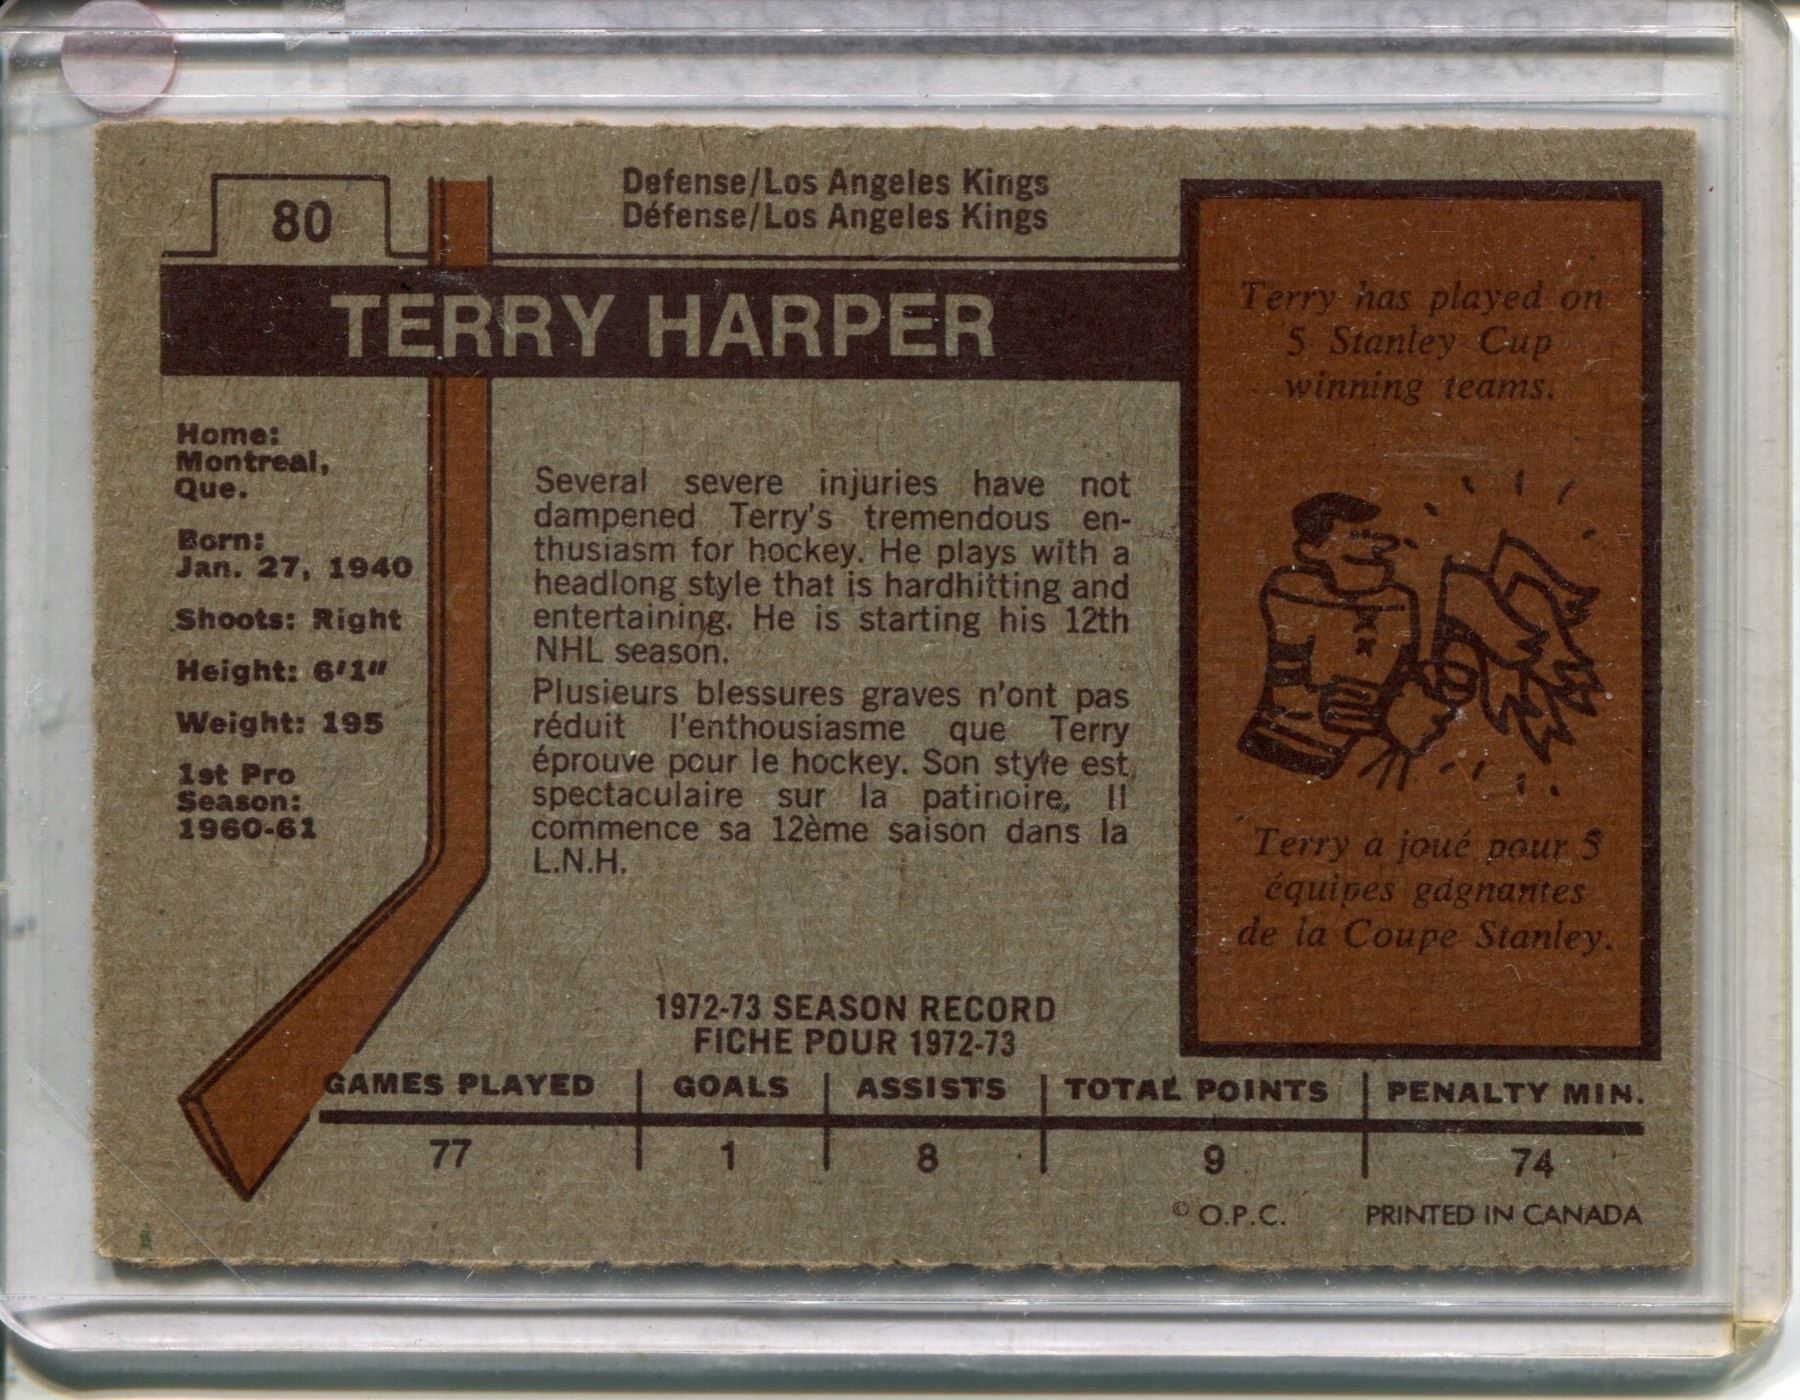 80
Defense/Los Angeles Kings
Défense/Los Angeles Kings
TERRY HARPER
Home:
Montreal,
Que.
Born:
Jan. 27, 1940
Shoots: Right
Height: 6'1"
Weight: 195
1st Pro
Season:
1960-61
Several severe injuries have not
dampened Terry's tremendous en-
thusiasm for hockey. He plays with a
headlong style that is hardhitting and
entertaining. He is starting his 12th
NHL season.
Plusieurs blessures graves n'ont pas
réduit l'enthousiasme que Terry
éprouve pour le hockey. Son style est
spectaculaire sur la patinoire. Il
commence sa 12ème saison dans la
L.N.H.
Terry has played on
5 Stanley Cup
winning teams.
Terry a joué pour 5
équipes gagnantes
de la Coupe Stanley.
1972-73 SEASON RECORD
FICHE POUR 1972-73
GAMES PLAYED GOALS ASSISTS TOTAL POINTS PENALTY MIN.
77 1 8 9 74
© O.P.C. PRINTED IN CANADA